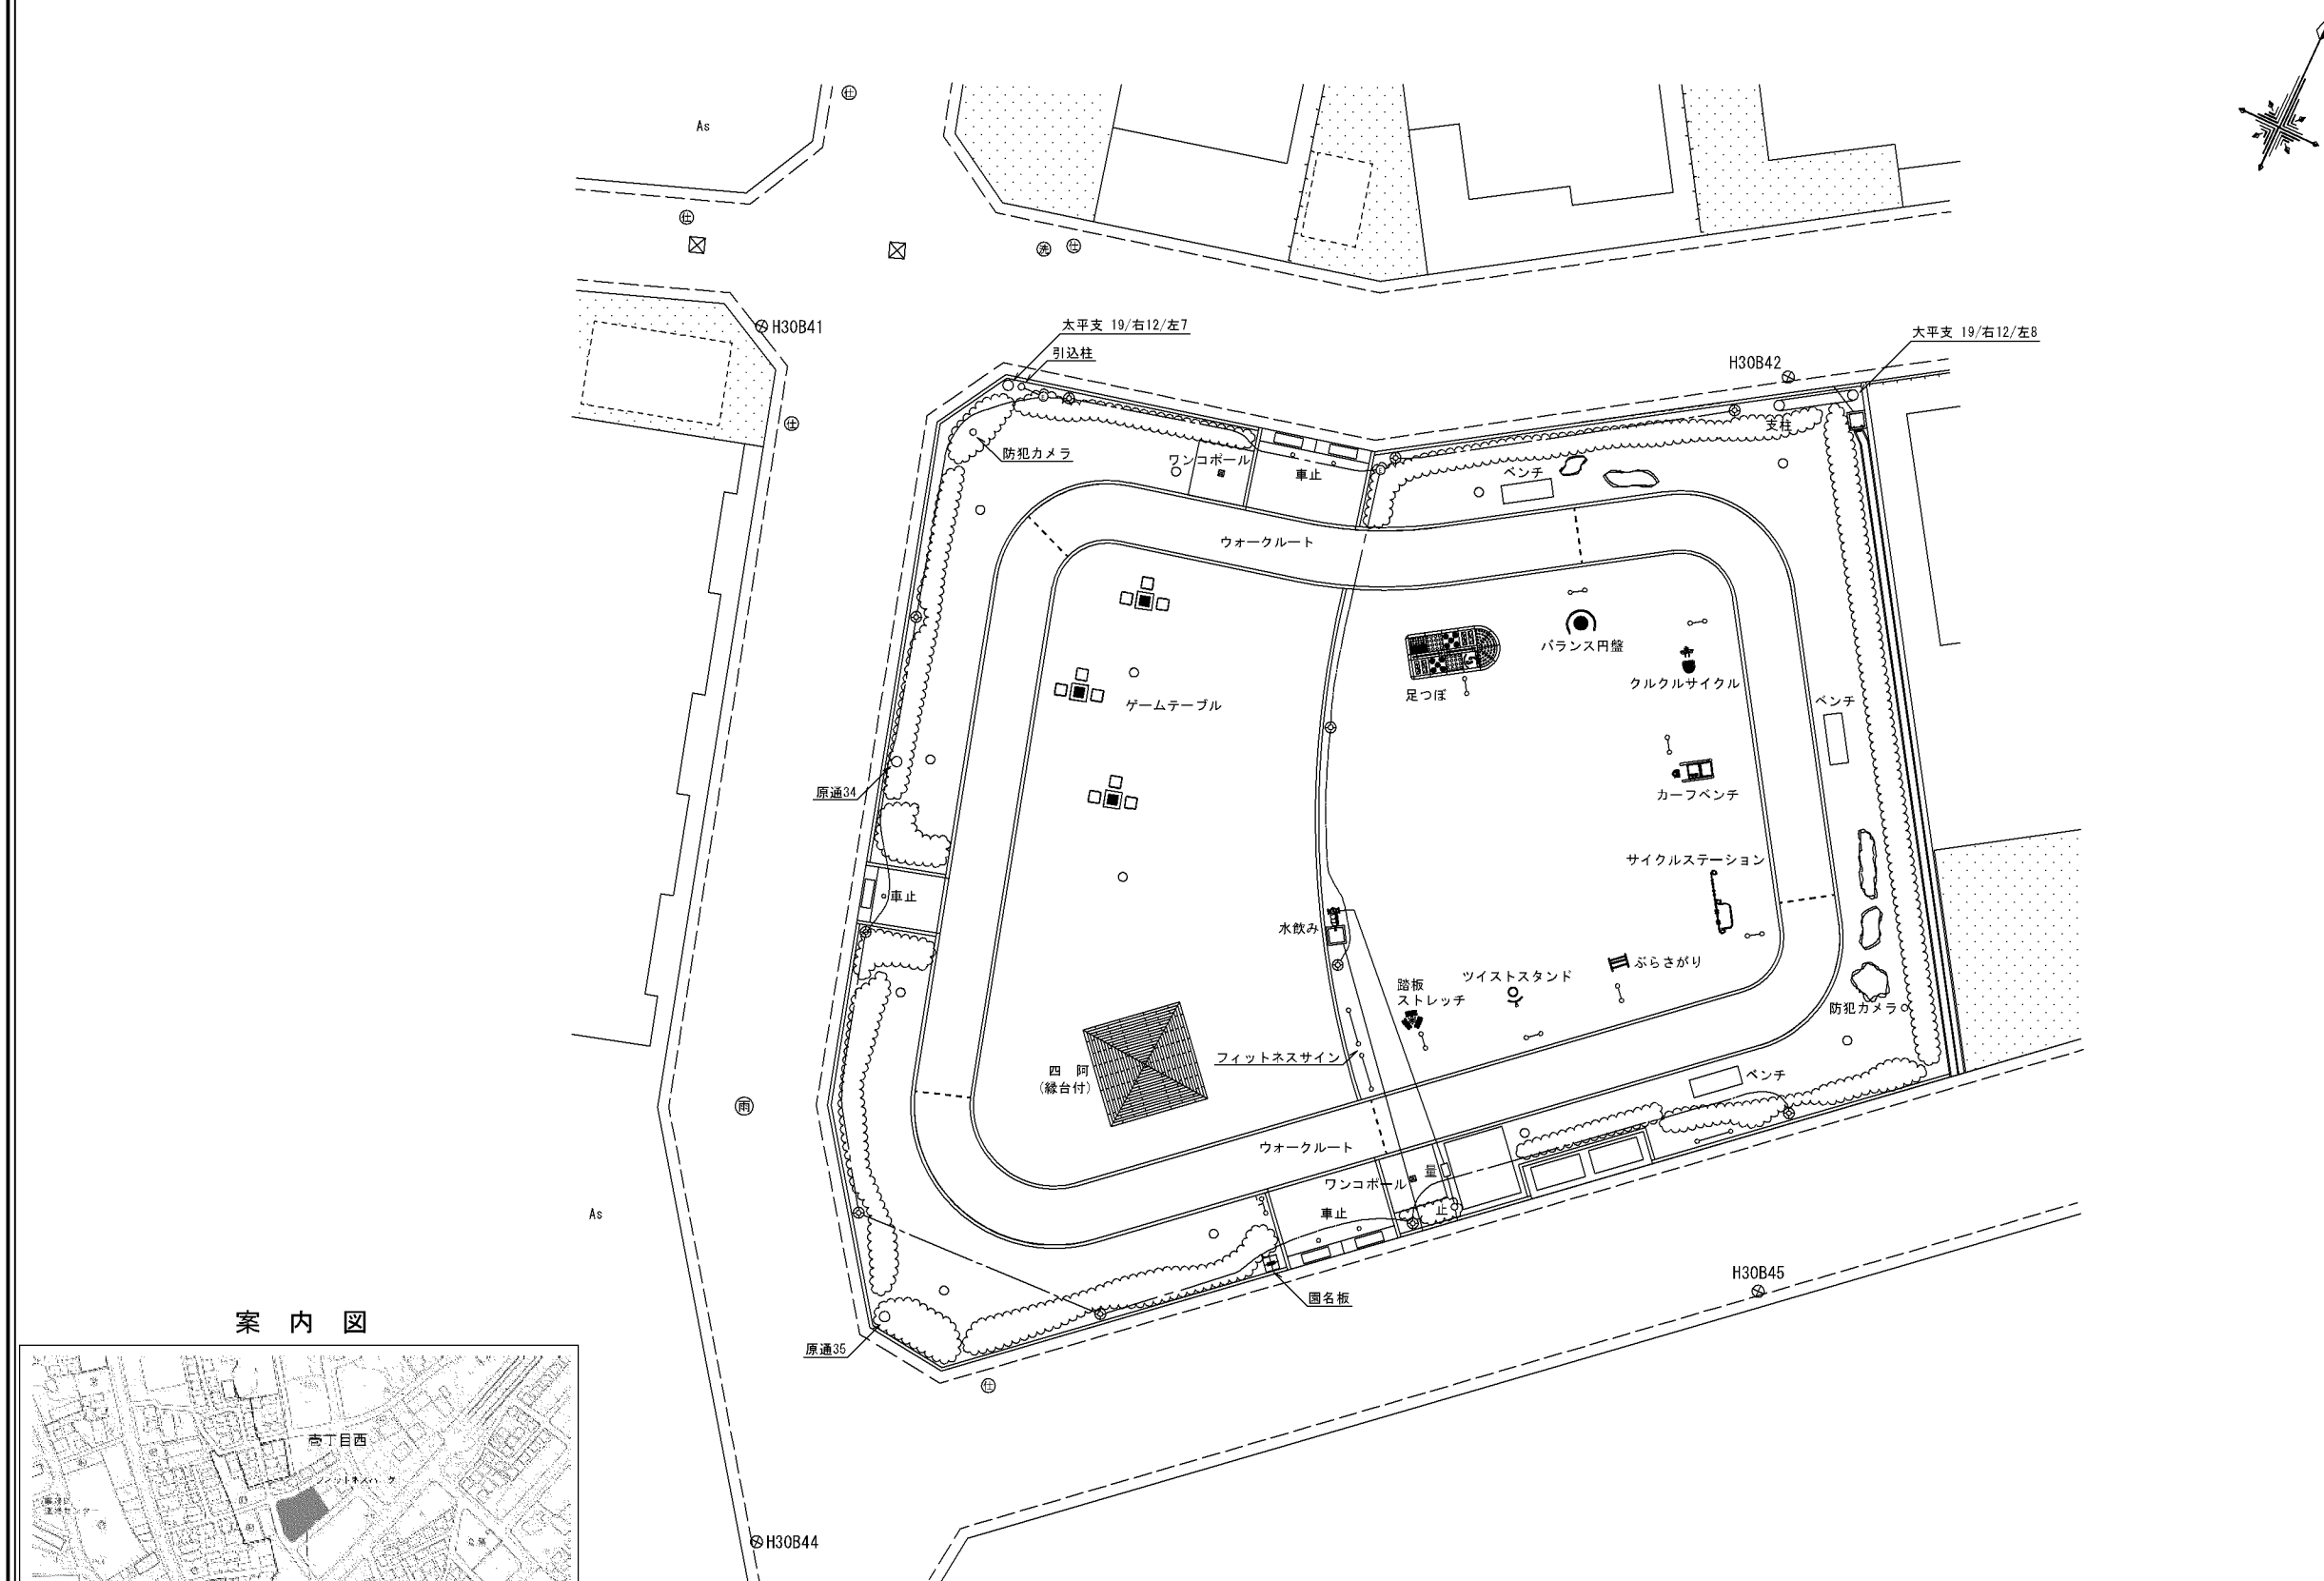 As
仕
仕
洗
仕
H30B41
太平支 19/右12/左7
引込柱
H30B42
大平支 19/右12/左8
仕
防犯カメラ
ワンコポール
車止
ベンチ
支柱
ウォークルート
バランス円盤
クルクルサイクル
足つぼ
ゲームテーブル
ベンチ
原通34
カーフベンチ
サイクルステーション
車止
水飲み
ツイストスタンド
ぶらさがり
踏板
ストレッチ
防犯カメラ
フィットネスサイン
四 阿
(縁台付)
ベンチ
雨
ウォークルート
量
ワンコポール
止
車止
As
H30B45
園名板
原通35
仕
案 内 図
壱丁目西
H30B44